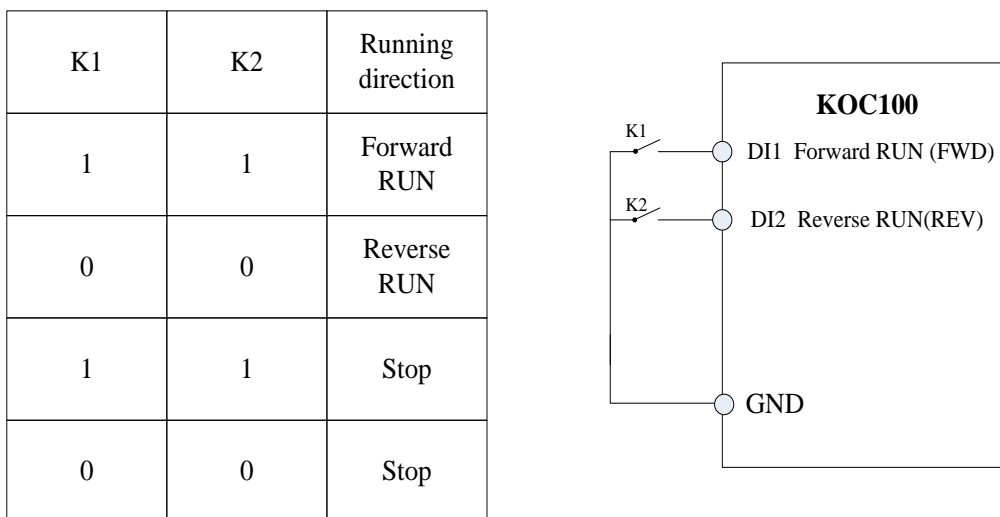 K1 K2 Running direction
1 1 Forward RUN
0 0 Reverse RUN
1 1 Stop
0 0 Stop
KOC100
K1
DI1 Forward RUN (FWD)
K2
DI2 Reverse RUN(REV)
GND